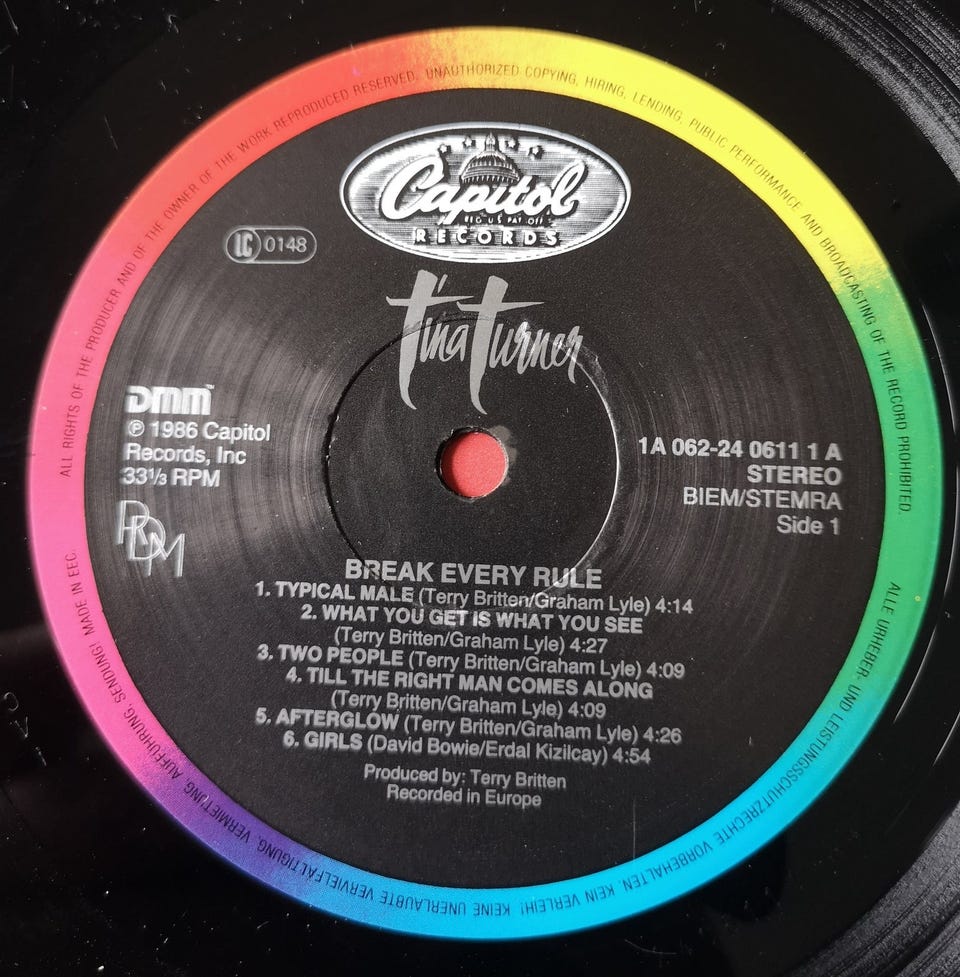 ALL RIGHTS OF THE PRODUCER AND OF THE OWNER OF THE WORK REPRODUCED RESERVED. UNAUTHORIZED COPYING, HIRING, LENDING, PUBLIC PERFORMANCE AND BROADCASTING OF THE RECORD PROHIBITED.
Capitol
REG. U.S. PAT. OFF.
RECORDS
LC 0148
Tina Turner
DMM™
℗ 1986 Capitol
Records, Inc
33⅓ RPM
PRDM
1A 062-24 0611 1 A
STEREO
BIEM/STEMRA
Side 1
BREAK EVERY RULE
1. TYPICAL MALE (Terry Britten/Graham Lyle) 4:14
2. WHAT YOU GET IS WHAT YOU SEE
(Terry Britten/Graham Lyle) 4:27
3. TWO PEOPLE (Terry Britten/Graham Lyle) 4:09
4. TILL THE RIGHT MAN COMES ALONG
(Terry Britten/Graham Lyle) 4:09
5. AFTERGLOW (Terry Britten/Graham Lyle) 4:26
6. GIRLS (David Bowie/Erdal Kizilcay) 4:54
Produced by: Terry Britten
Recorded in Europe
ALLE URHEBER- UND LEISTUNGSSCHUTZRECHTE VORBEHALTEN. KEIN VERLEIH! KEINE UNERLAUBTE VERVIELFÄLTIGUNG, VERMIETUNG, AUFFÜHRUNG, SENDUNG! MADE IN EEC.